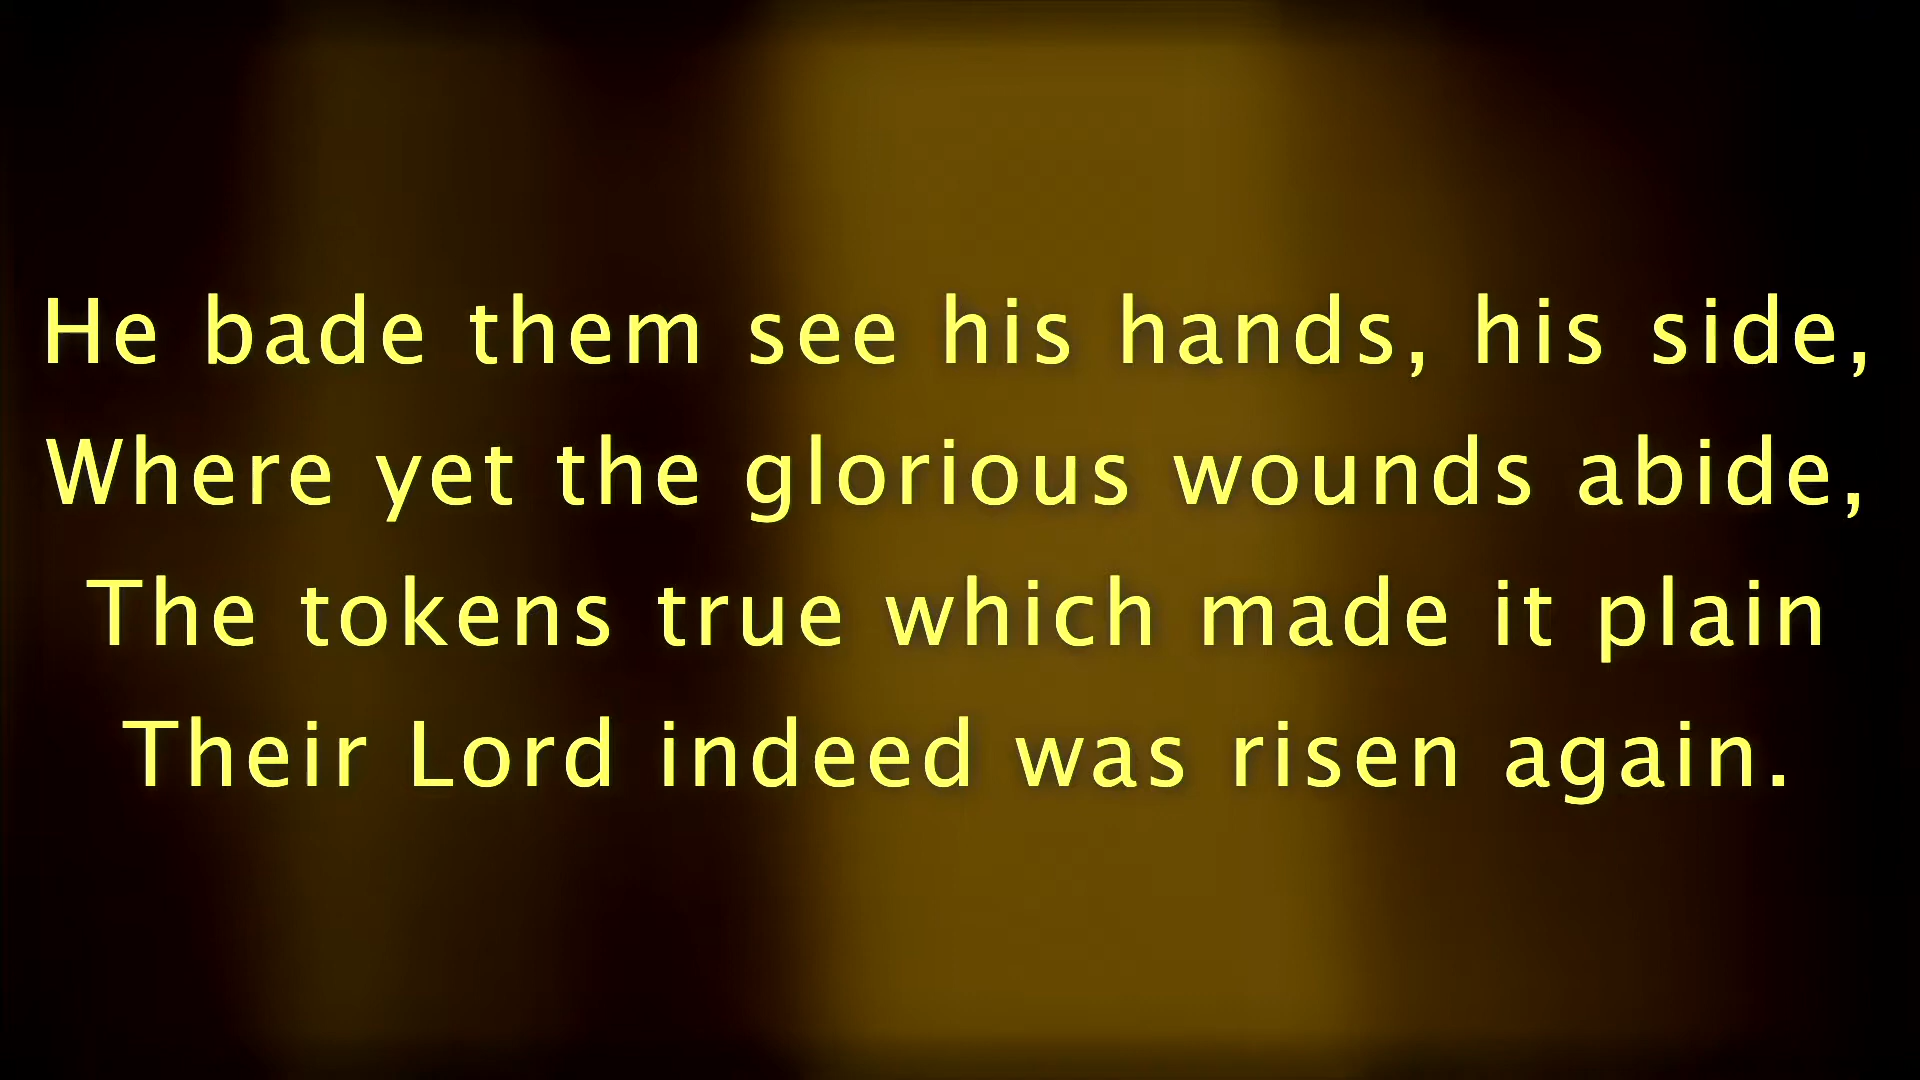 He bade them see his hands, his side,
Where yet the glorious wounds abide,
The tokens true which made it plain
Their Lord indeed was risen again.